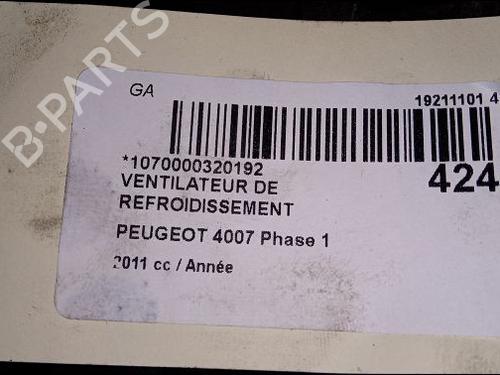 B-PARTS
GA
19211101 4
*1070000320192
424
VENTILATEUR DE
REFROIDISSEMENT
PEUGEOT 4007 Phase 1
2011 cc / Année